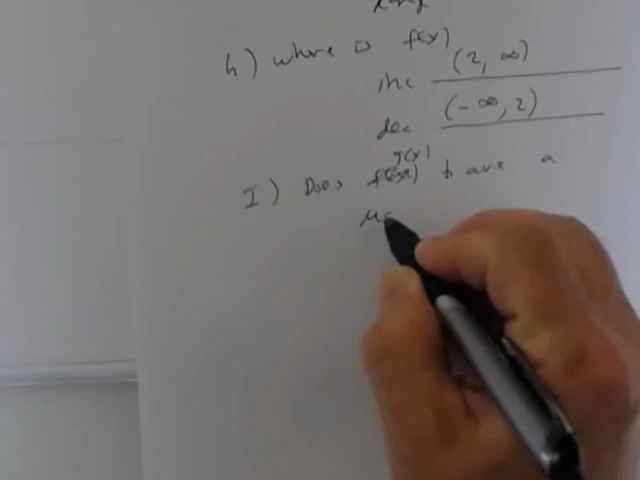 h) where is f(x)
inc (2, ∞)
dec (-∞, 2)
g(x)
I) Does f(x) have a